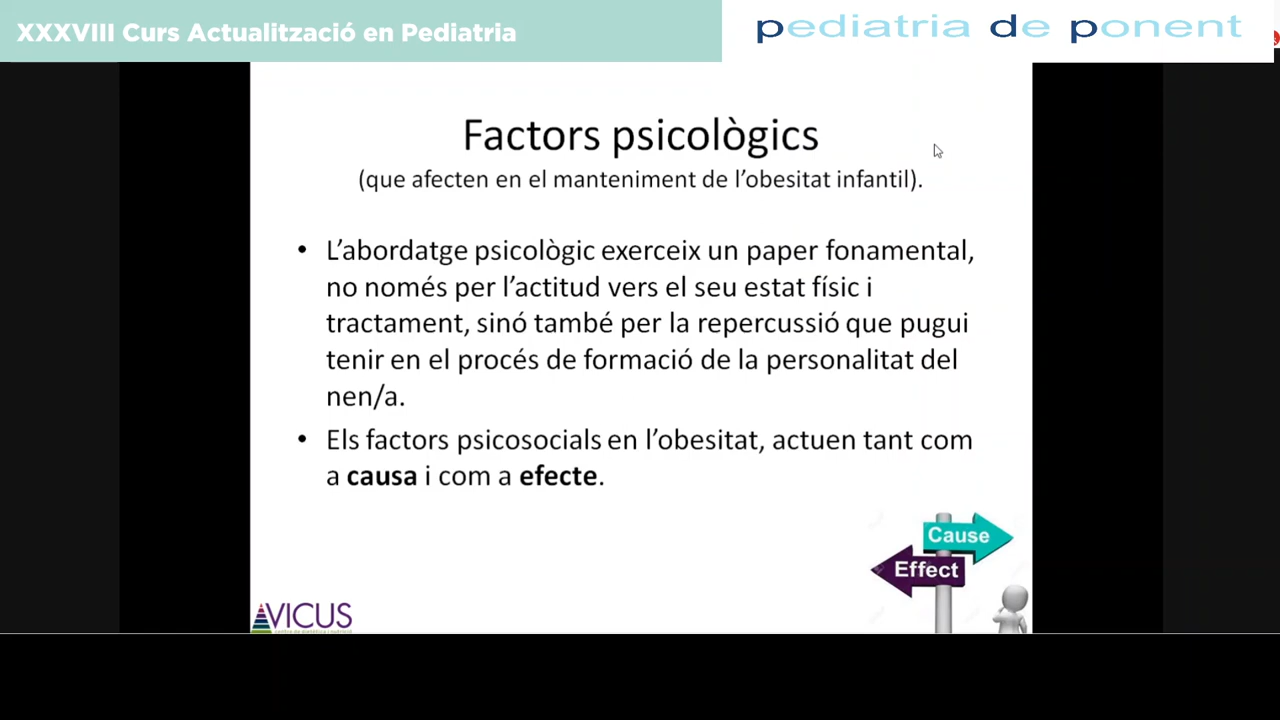 XXXVIII Curs Actualització en Pediatria
pediatria de ponent
Factors psicològics
(que afecten en el manteniment de l'obesitat infantil).
• L'abordatge psicològic exerceix un paper fonamental,
no només per l'actitud vers el seu estat físic i
tractament, sinó també per la repercussió que pugui
tenir en el procés de formació de la personalitat del
nen/a.
• Els factors psicosocials en l'obesitat, actuen tant com
a causa i com a efecte.
Cause
Effect
VICUS